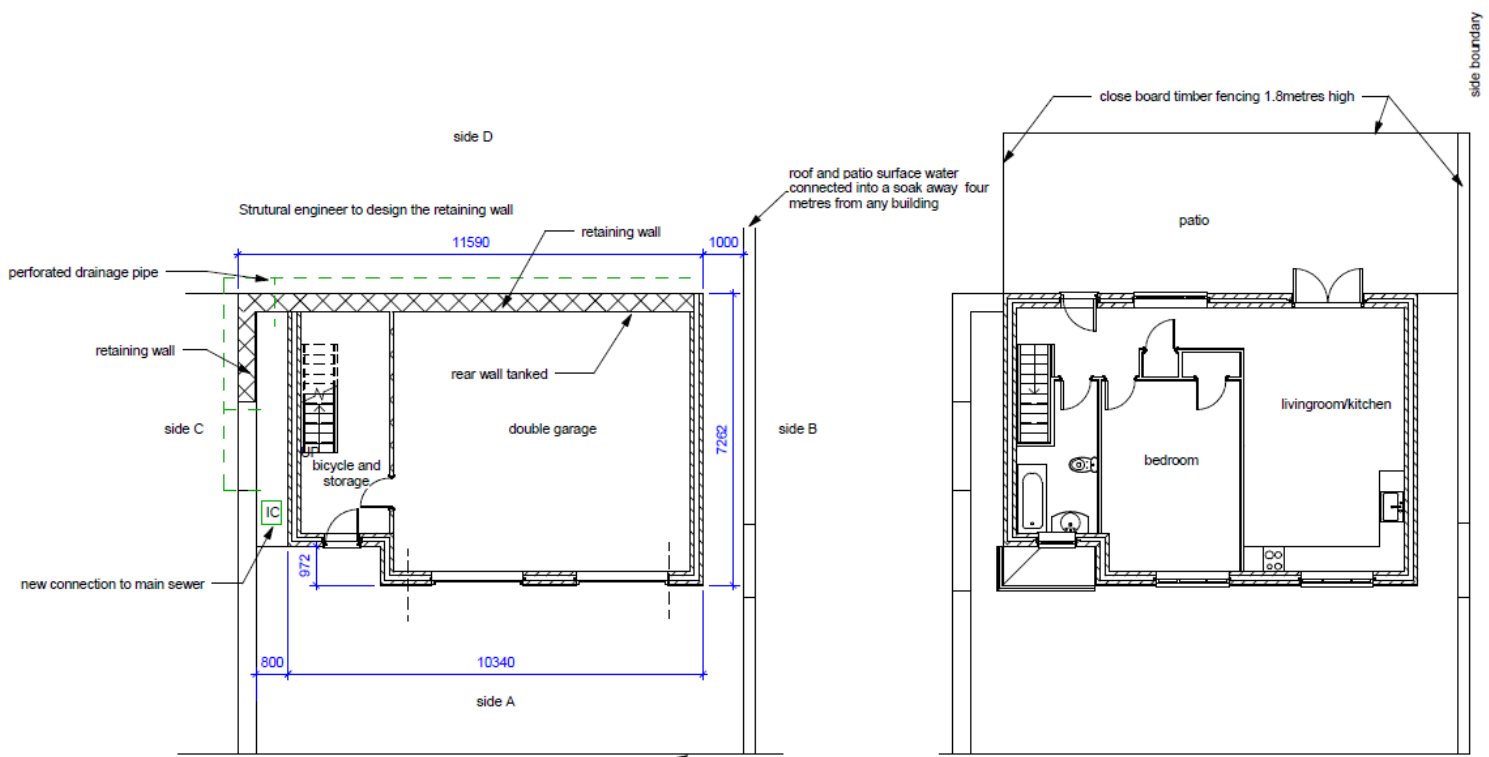 side boundary
close board timber fencing 1.8metres high
side D
roof and patio surface water
connected into a soak away four
metres from any building
Strutural engineer to design the retaining wall
patio
retaining wall
11590
1000
perforated drainage pipe
retaining wall
rear wall tanked
side C
double garage
7262
side B
livingroom/kitchen
UP
bicycle and
storage
bedroom
IC
972
new connection to main sewer
800
10340
side A